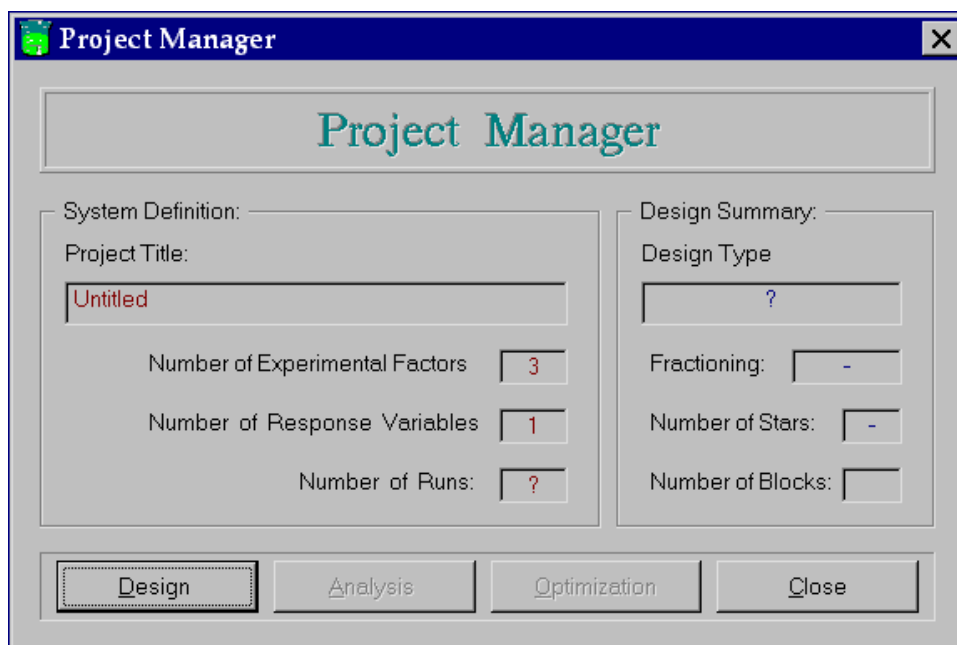 Project Manager
Project Manager
System Definition:
Project Title:
Untitled
Number of Experimental Factors 3
Number of Response Variables 1
Number of Runs: ?
Design Summary:
Design Type
?
Fractioning: -
Number of Stars: -
Number of Blocks:
Design Analysis Optimization Close